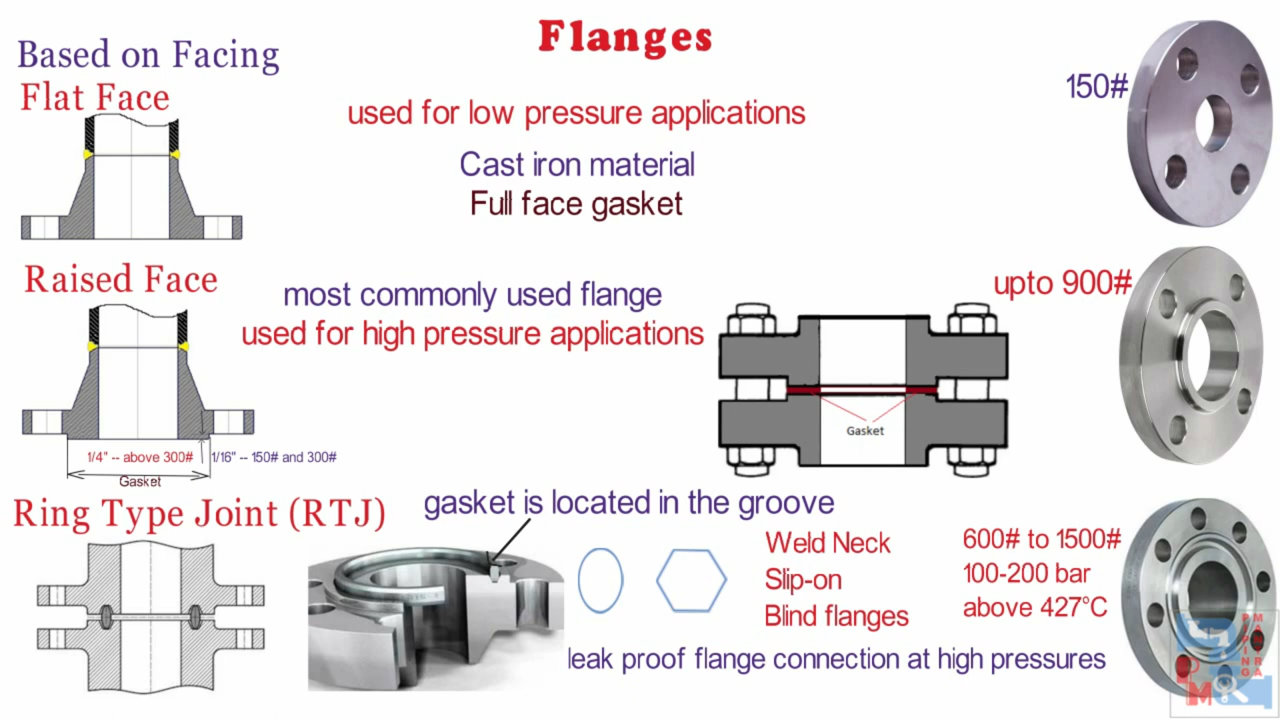 Flanges
Based on Facing
Flat Face
used for low pressure applications
Cast iron material
Full face gasket
150#
Raised Face
most commonly used flange
used for high pressure applications
upto 900#
Gasket
1/4" -- above 300#
1/16" -- 150# and 300#
Gasket
Ring Type Joint (RTJ)
gasket is located in the groove
Weld Neck
Slip-on
Blind flanges
600# to 1500#
100-200 bar
above 427°C
leak proof flange connection at high pressures
PIPING
MANTRA
PM